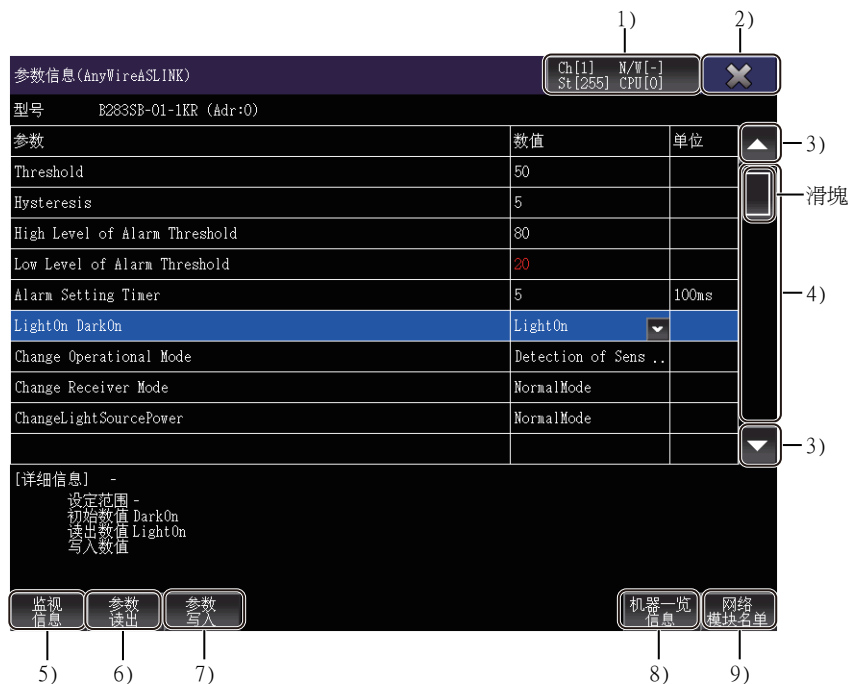 1)
2)
参数信息(AnyWireASLINK)
Ch[1] N/W[-]
St[255] CPU[0]
型号 B283SB-01-1KR (Adr:0)
参数 数值 单位
3)
Threshold 50
滑塊
Hysteresis 5
High Level of Alarm Threshold 80
Low Level of Alarm Threshold 20
Alarm Setting Timer 5 100ms
4)
LightOn DarkOn LightOn
Change Operational Mode Detection of Sens ..
Change Receiver Mode NormalMode
ChangeLightSourcePower NormalMode
3)
[详细信息] -
设定范围 -
初始数值 DarkOn
读出数值 LightOn
写入数值
监视
信息
参数
读出
参数
写入
机器一览
信息
网络
模块名单
5)
6)
7)
8)
9)